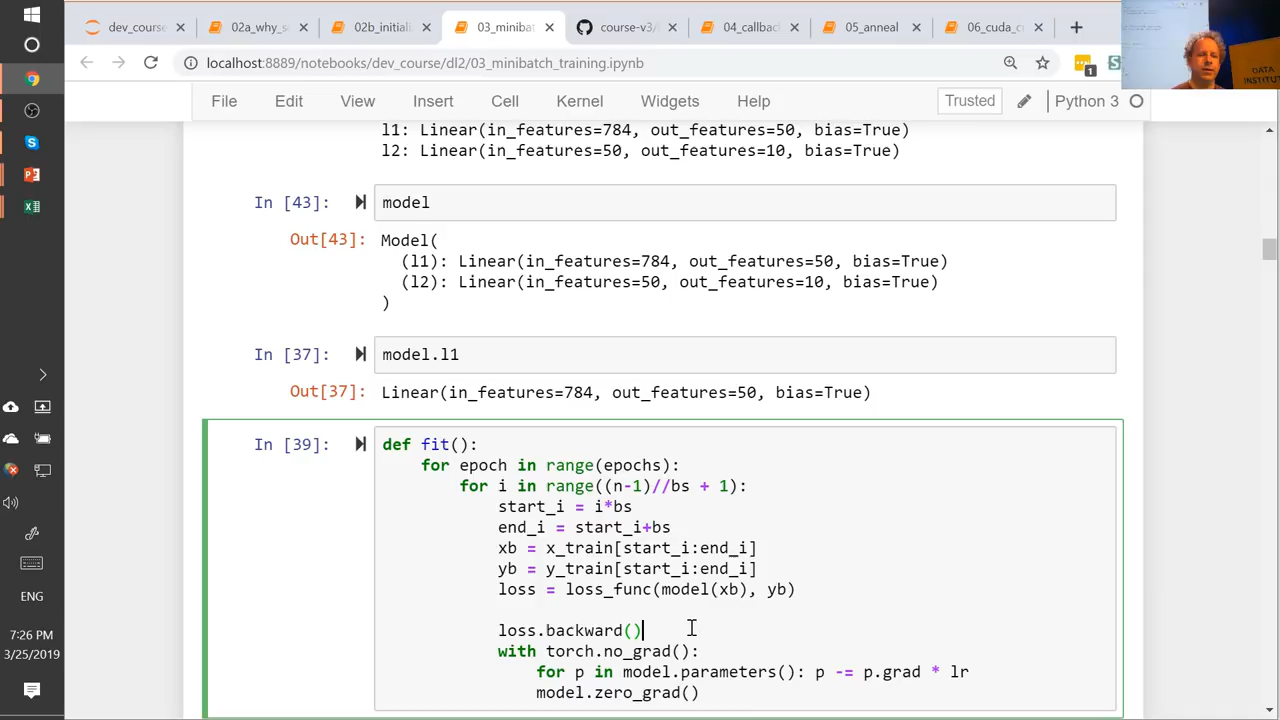 dev_course
02a_why_s
02b_initiali
03_minibat
course-v3/
04_callbac
05_anneal
06_cuda_c
localhost:8889/notebooks/dev_course/dl2/03_minibatch_training.ipynb
1
S
DATA
INSTITUT
File Edit View Insert Cell Kernel Widgets Help Trusted Python 3
l1: Linear(in_features=784, out_features=50, bias=True)
l2: Linear(in_features=50, out_features=10, bias=True)
In [43]: model
Out[43]: Model(
(l1): Linear(in_features=784, out_features=50, bias=True)
(l2): Linear(in_features=50, out_features=10, bias=True)
)
In [37]: model.l1
Out[37]: Linear(in_features=784, out_features=50, bias=True)
In [39]: def fit():
for epoch in range(epochs):
for i in range((n-1)//bs + 1):
start_i = i*bs
end_i = start_i+bs
xb = x_train[start_i:end_i]
yb = y_train[start_i:end_i]
loss = loss_func(model(xb), yb)
loss.backward()
with torch.no_grad():
for p in model.parameters(): p -= p.grad * lr
model.zero_grad()
ENG
7:26 PM
3/25/2019